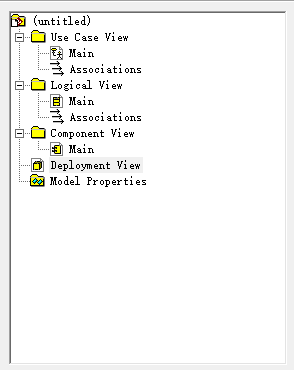 (untitled)
Use Case View
Main
Associations
Logical View
Main
Associations
Component View
Main
Deployment View
Model Properties